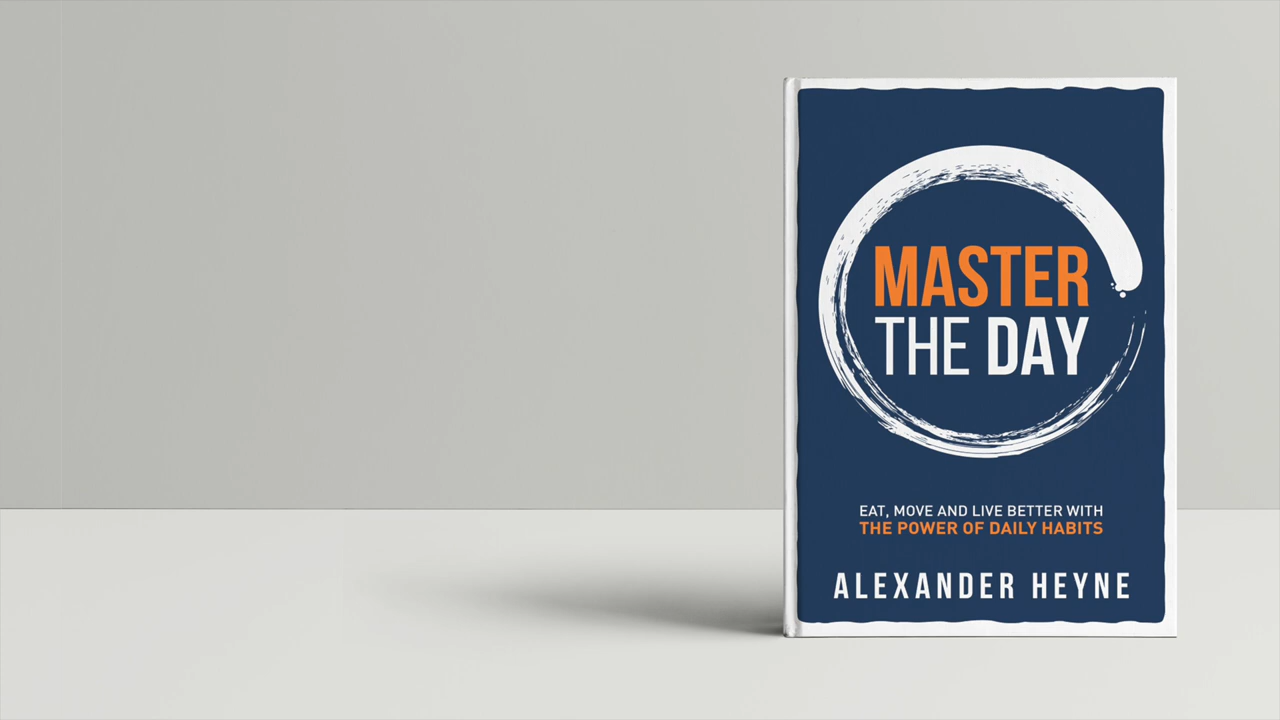 MASTER
THE DAY
EAT, MOVE AND LIVE BETTER WITH
THE POWER OF DAILY HABITS
ALEXANDER HEYNE